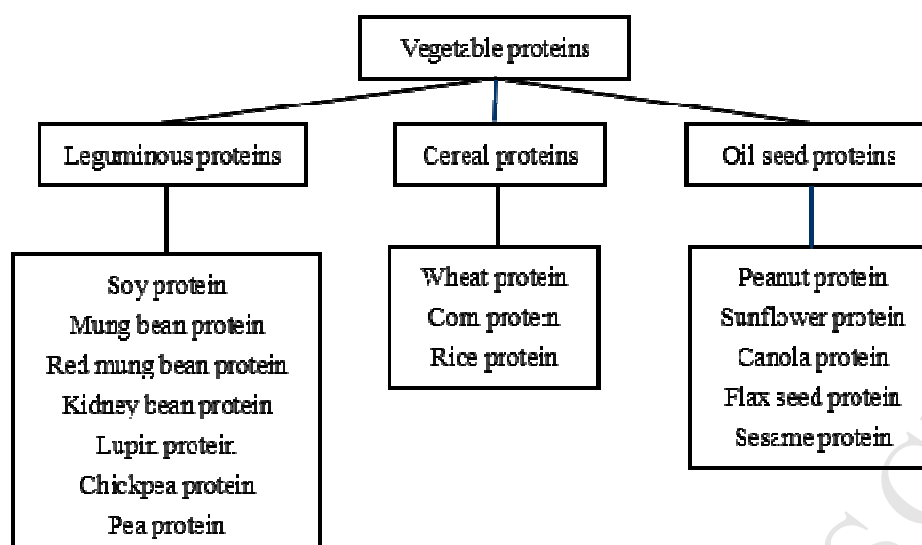 Vegetable proteins
Leguminous proteins
Cereal proteins
Oil seed proteins
Soy protein
Mung bean protein
Red mung bean protein
Kidney bean protein
Lupin protein
Chickpea protein
Pea protein
Wheat protein
Corn protein
Rice protein
Peanut protein
Sunflower protein
Canola protein
Flax seed protein
Sesame protein